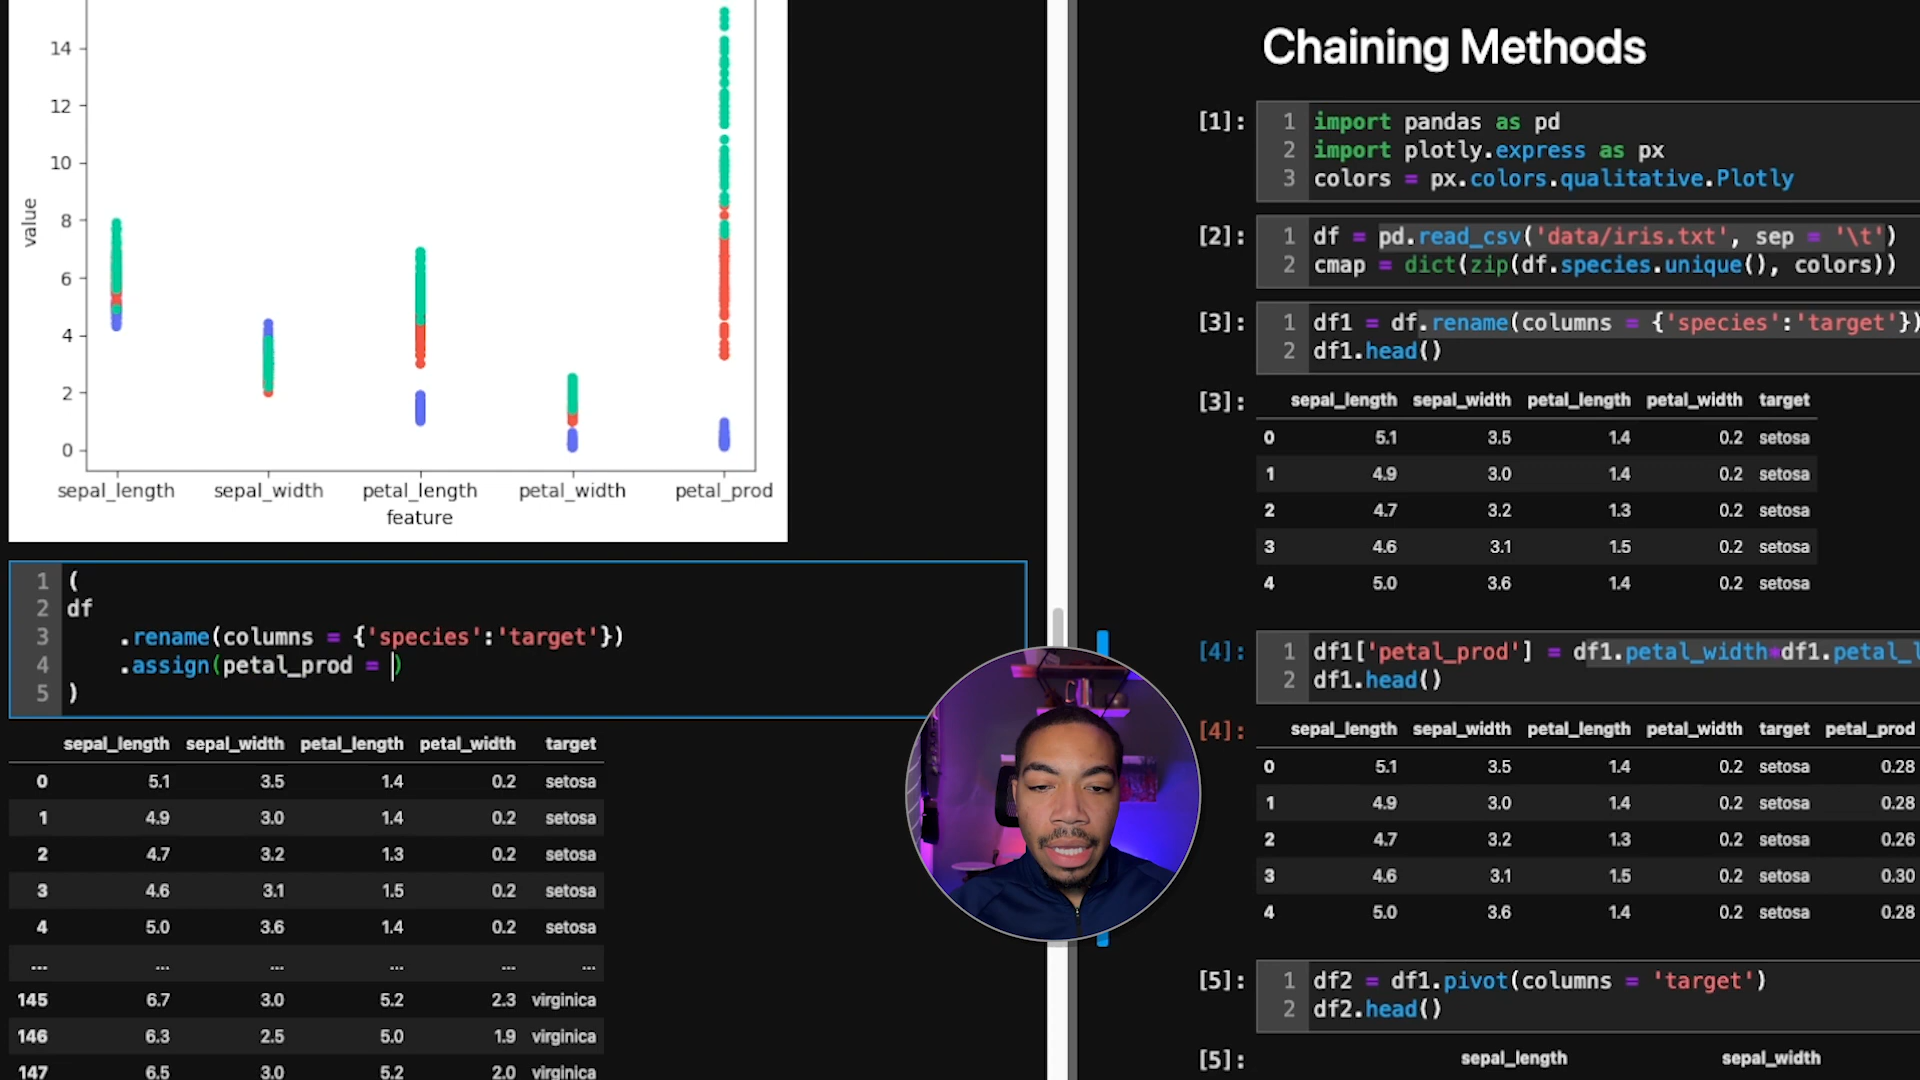 14
12
10
8
6
4
2
0
value
sepal_length sepal_width petal_length petal_width petal_prod
feature
1 (
2 df
3 .rename(columns = {'species':'target'})
4 .assign(petal_prod = )
5 )
sepal_length sepal_width petal_length petal_width target
0 5.1 3.5 1.4 0.2 setosa
1 4.9 3.0 1.4 0.2 setosa
2 4.7 3.2 1.3 0.2 setosa
3 4.6 3.1 1.5 0.2 setosa
4 5.0 3.6 1.4 0.2 setosa
... ... ... ... ... ...
145 6.7 3.0 5.2 2.3 virginica
146 6.3 2.5 5.0 1.9 virginica
147 6.5 3.0 5.2 2.0 virginica
Chaining Methods
[1]: 1 import pandas as pd
2 import plotly.express as px
3 colors = px.colors.qualitative.Plotly
[2]: 1 df = pd.read_csv('data/iris.txt', sep = '\t')
2 cmap = dict(zip(df.species.unique(), colors))
[3]: 1 df1 = df.rename(columns = {'species':'target'})
2 df1.head()
[3]: sepal_length sepal_width petal_length petal_width target
0 5.1 3.5 1.4 0.2 setosa
1 4.9 3.0 1.4 0.2 setosa
2 4.7 3.2 1.3 0.2 setosa
3 4.6 3.1 1.5 0.2 setosa
4 5.0 3.6 1.4 0.2 setosa
[4]: 1 df1['petal_prod'] = df1.petal_width*df1.petal_l
2 df1.head()
[4]: sepal_length sepal_width petal_length petal_width target petal_prod
0 5.1 3.5 1.4 0.2 setosa 0.28
1 4.9 3.0 1.4 0.2 setosa 0.28
2 4.7 3.2 1.3 0.2 setosa 0.26
3 4.6 3.1 1.5 0.2 setosa 0.30
4 5.0 3.6 1.4 0.2 setosa 0.28
[5]: 1 df2 = df1.pivot(columns = 'target')
2 df2.head()
[5]: sepal_length sepal_width